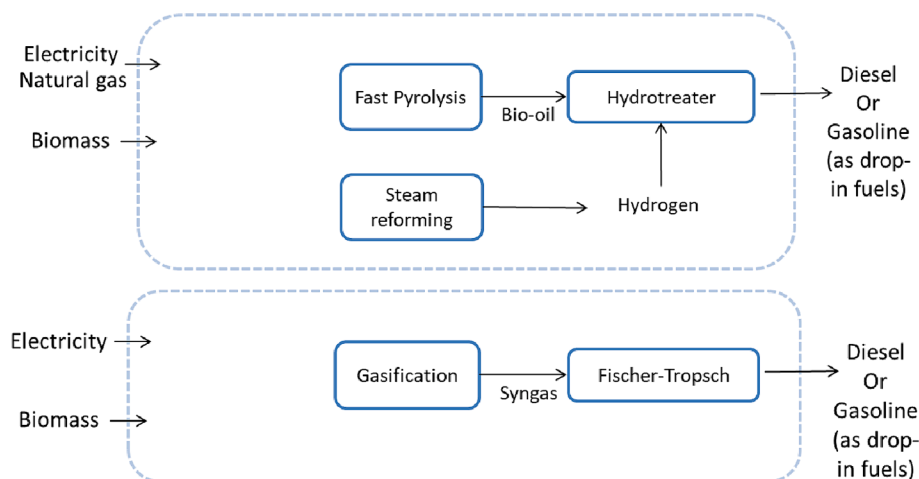 Electricity
Natural gas
Biomass
Fast Pyrolysis
Bio-oil
Hydrotreater
Steam
reforming
Hydrogen
Diesel
Or
Gasoline
(as drop-
in fuels)
Electricity
Biomass
Gasification
Syngas
Fischer-Tropsch
Diesel
Or
Gasoline
(as drop-
in fuels)